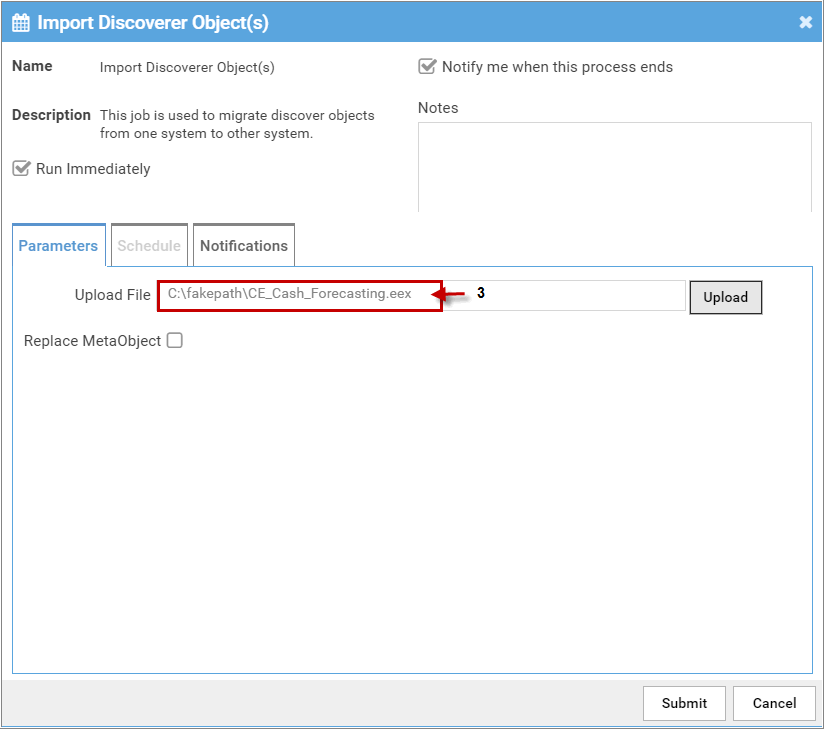 Import Discoverer Object(s)
Name
Import Discoverer Object(s)
Notify me when this process ends
Description
This job is used to migrate discover objects
from one system to other system.
Notes
Run Immediately
Parameters
Schedule
Notifications
Upload File
C:\fakepath\CE_Cash_Forecasting.eex
3
Upload
Replace MetaObject
Submit
Cancel